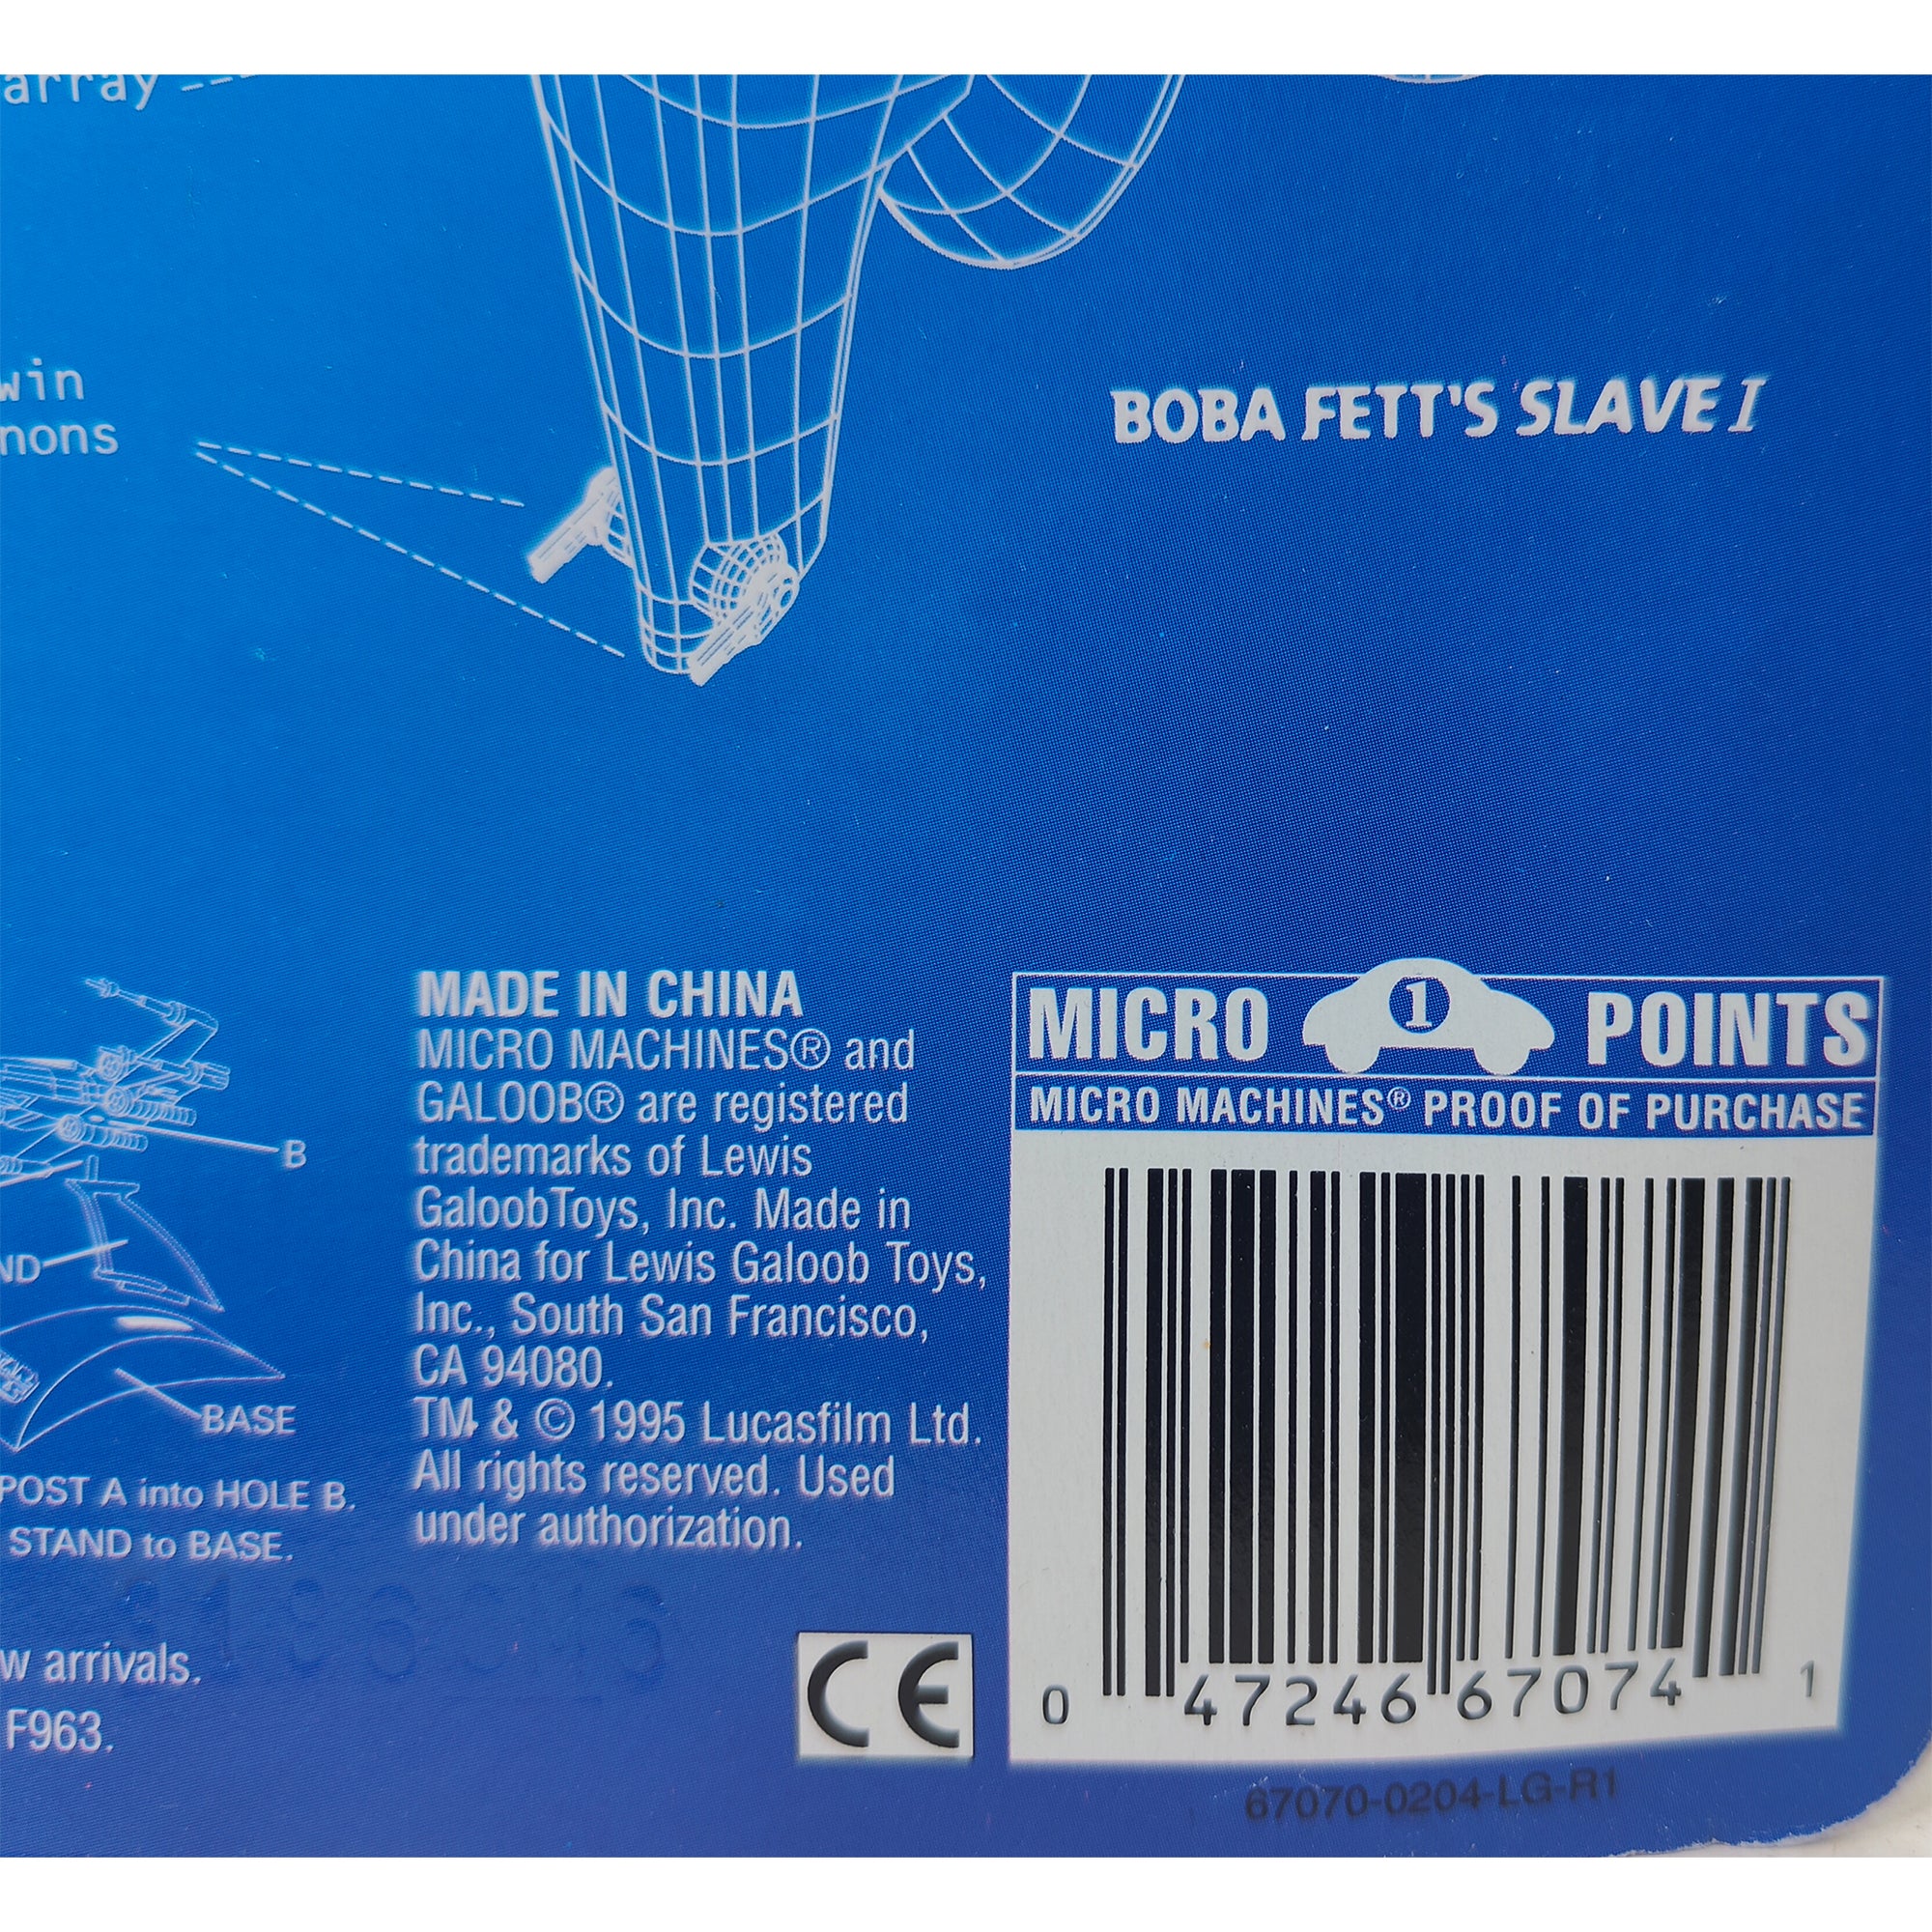 array
BOBA FETT'S SLAVE I
MADE IN CHINA
MICRO MACHINES® and
GALOOB® are registered
trademarks of Lewis
GaloobToys, Inc. Made in
China for Lewis Galoob Toys,
Inc., South San Francisco,
CA 94080.
TM & © 1995 Lucasfilm Ltd.
All rights reserved. Used
under authorization.
B
BASE
POST A into HOLE B.
STAND to BASE.
arrivals.
F963.
CE
MICRO 1 POINTS
MICRO MACHINES® PROOF OF PURCHASE
0 47246 67074 1
67070-0204-LG-R1